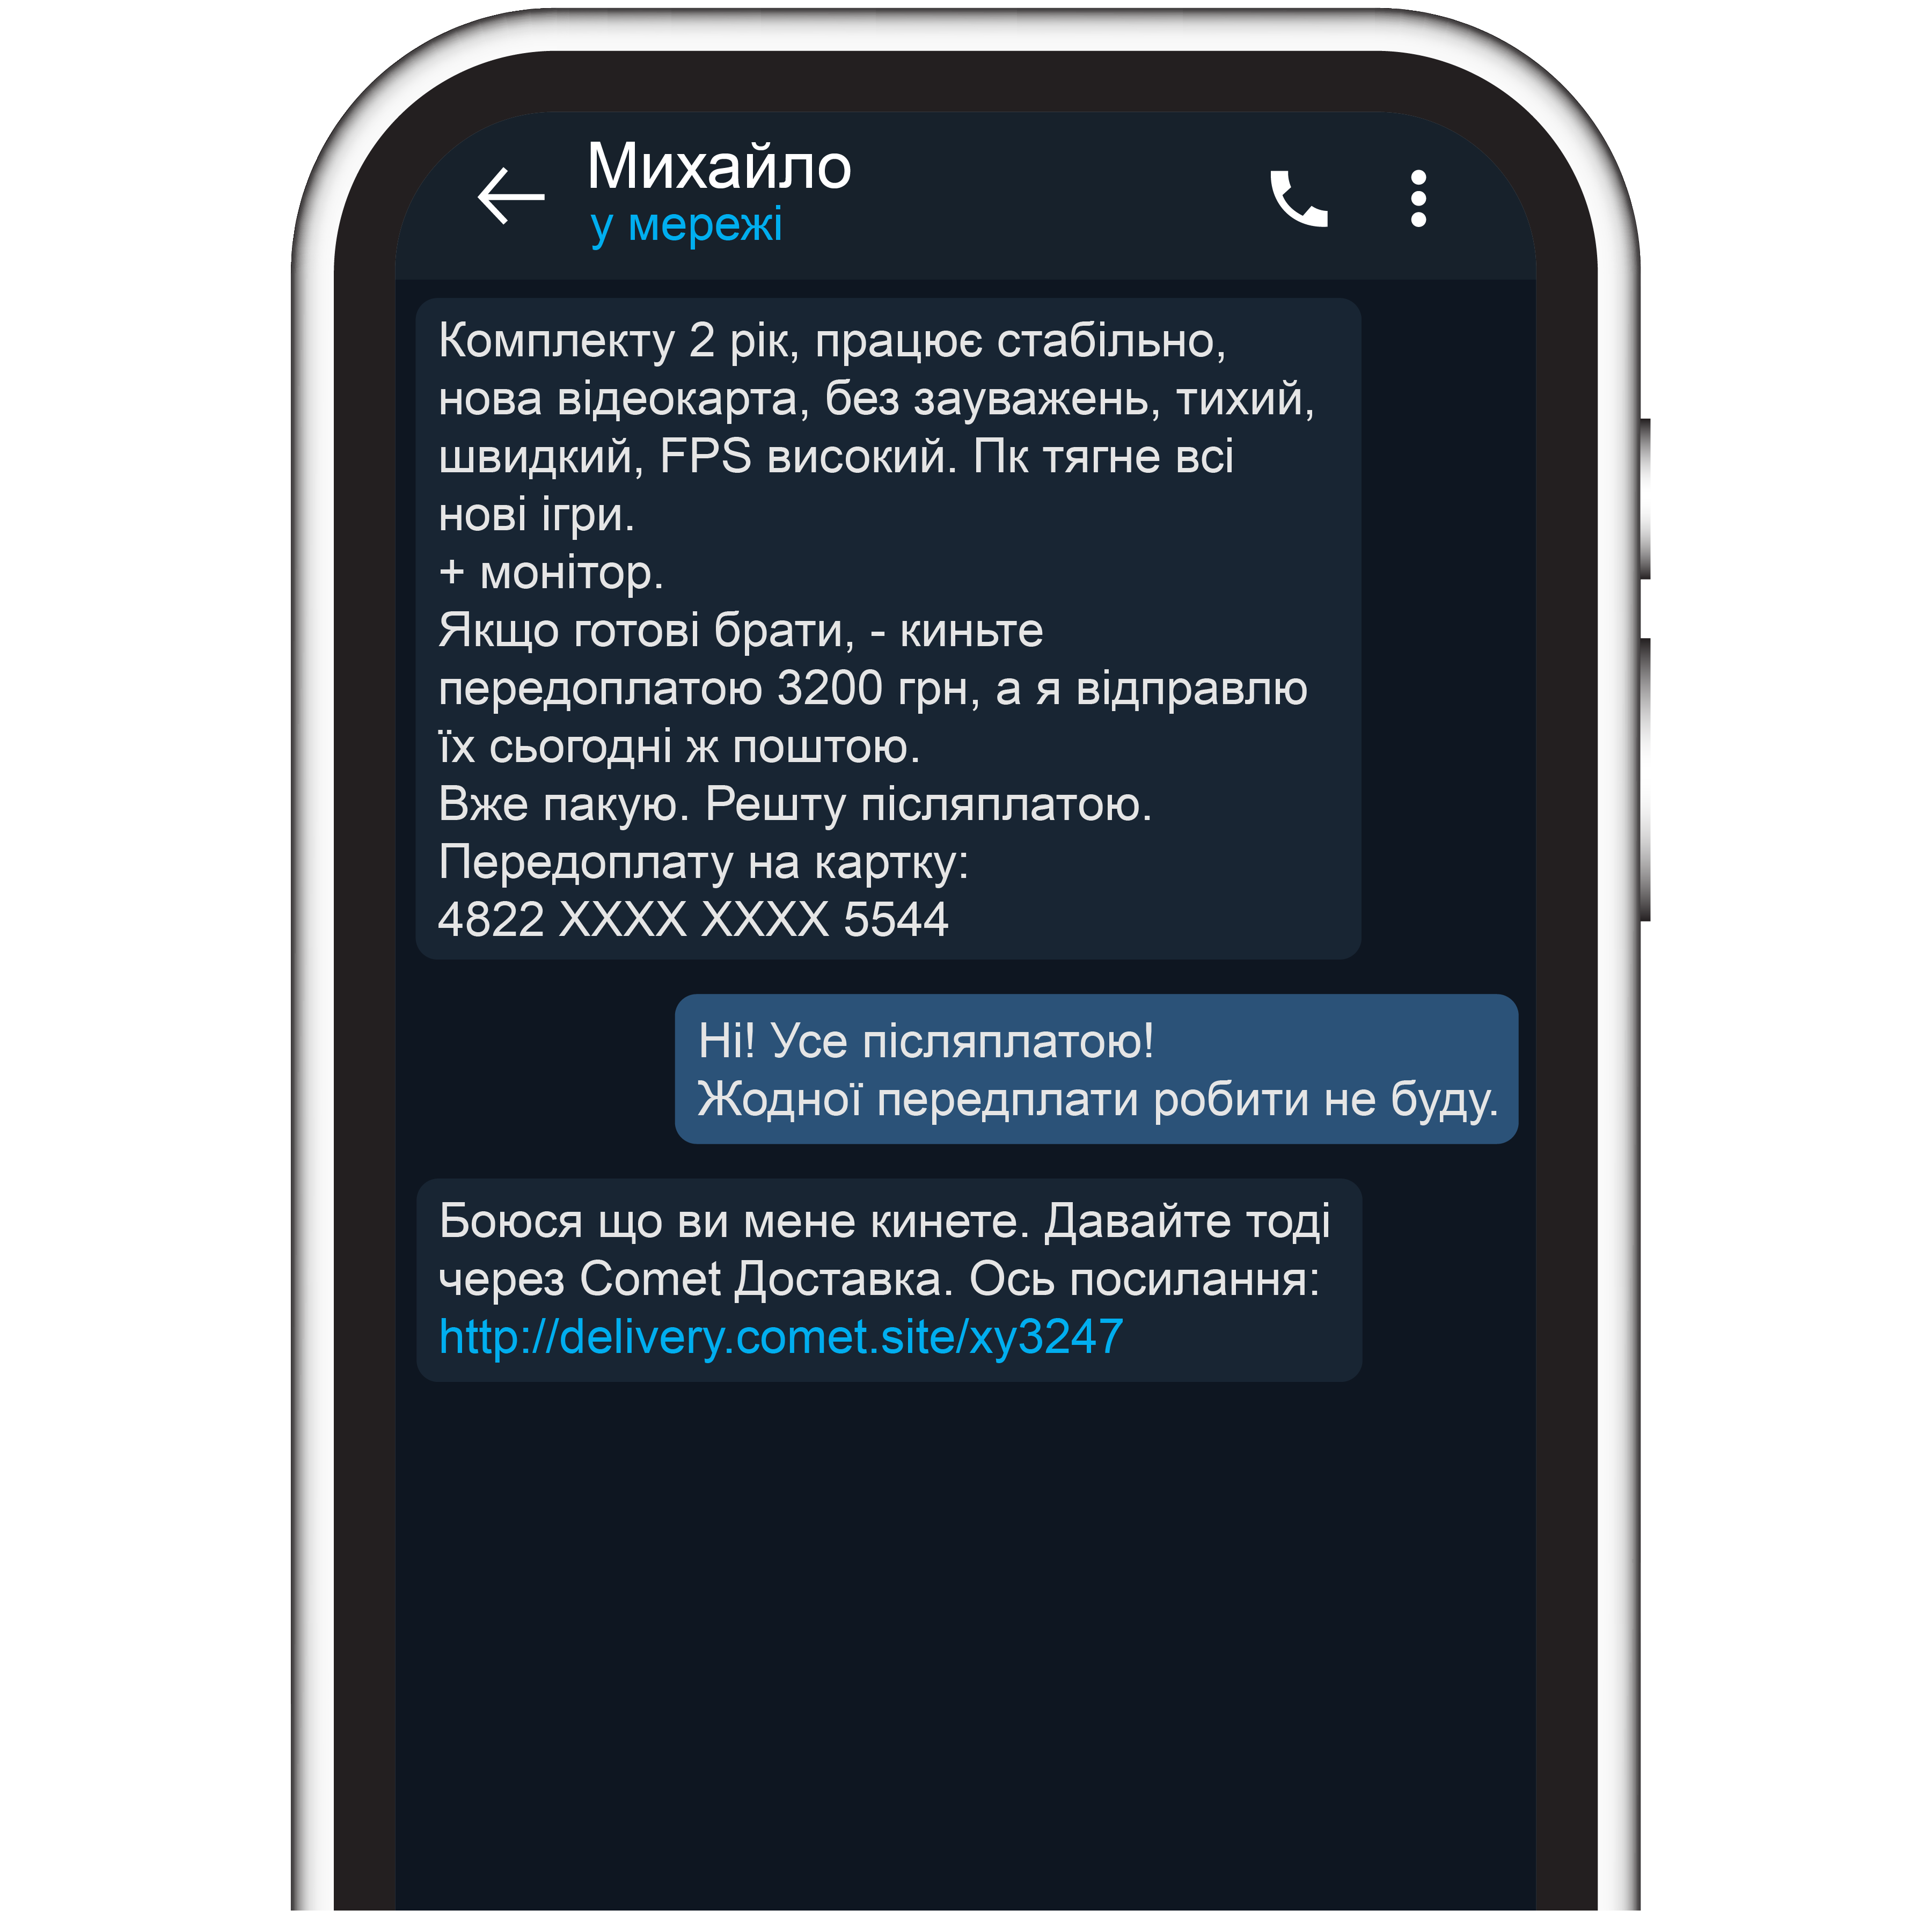 Михайло
у мережі
Комплекту 2 рік, працює стабільно,
нова відеокарта, без зауважень, тихий,
швидкий, FPS високий. Пк тягне всі
нові ігри.
+ монітор.
Якщо готові брати, - киньте
передоплатою 3200 грн, а я відправлю
їх сьогодні ж поштою.
Вже пакую. Решту післяплатою.
Передоплату на картку:
4822 XXXX XXXX 5544
Ні! Усе післяплатою!
Жодної передплати робити не буду.
Боюся що ви мене кинете. Давайте тоді
через Comet Доставка. Ось посилання:
http://delivery.comet.site/xy3247